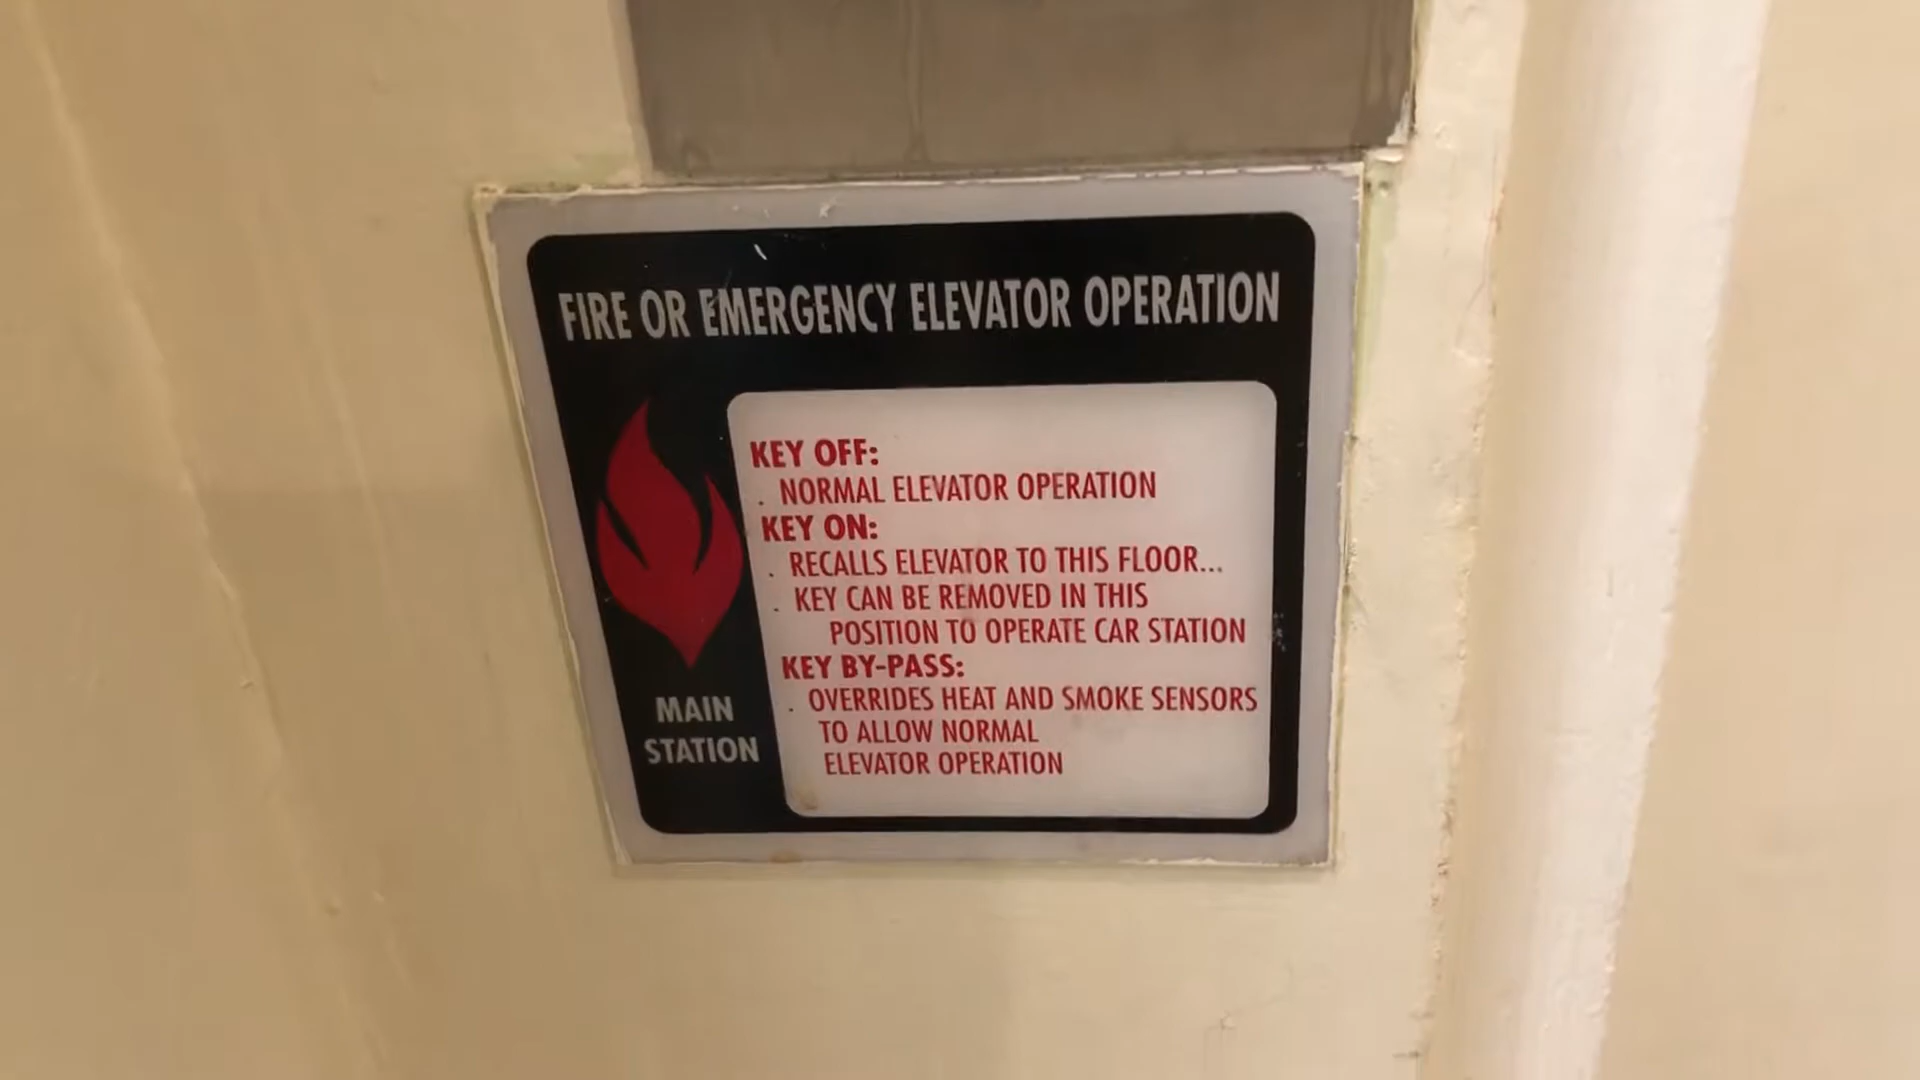 FIRE OR EMERGENCY ELEVATOR OPERATION
KEY OFF:
. NORMAL ELEVATOR OPERATION
KEY ON:
. RECALLS ELEVATOR TO THIS FLOOR...
. KEY CAN BE REMOVED IN THIS
POSITION TO OPERATE CAR STATION
KEY BY-PASS:
. OVERRIDES HEAT AND SMOKE SENSORS
TO ALLOW NORMAL
ELEVATOR OPERATION
MAIN
STATION